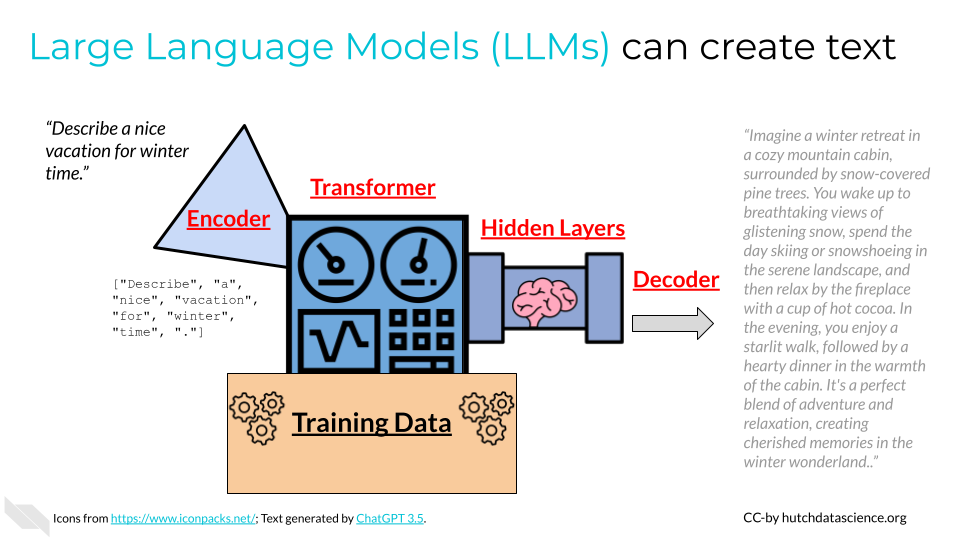 Large Language Models (LLMs) can create text
“Describe a nice
vacation for winter
time.”
Encoder
["Describe", "a",
"nice", "vacation",
"for", "winter",
"time", "."]
Transformer
Hidden Layers
Decoder
Training Data
“Imagine a winter retreat in
a cozy mountain cabin,
surrounded by snow-covered
pine trees. You wake up to
breathtaking views of
glistening snow, spend the
day skiing or snowshoeing in
the serene landscape, and
then relax by the fireplace
with a cup of hot cocoa. In
the evening, you enjoy a
starlit walk, followed by a
hearty dinner in the warmth
of the cabin. It's a perfect
blend of adventure and
relaxation, creating
cherished memories in the
winter wonderland..”
Icons from https://www.iconpacks.net/; Text generated by ChatGPT 3.5.
CC-by hutchdatascience.org